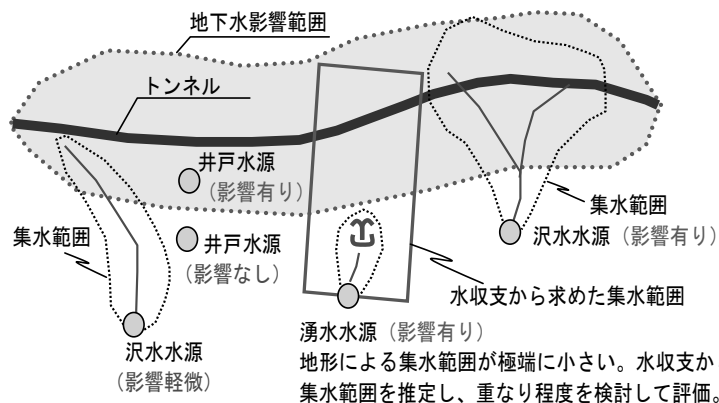 地下水影響範囲
トンネル
井戸水源
(影響有り)
集水範囲
井戸水源
(影響なし)
集水範囲
沢水水源 (影響有り)
水収支から求めた集水範囲
沢水水源
(影響軽微)
湧水水源 (影響有り)
地形による集水範囲が極端に小さい。水収支か
集水範囲を推定し、重なり程度を検討して評価。